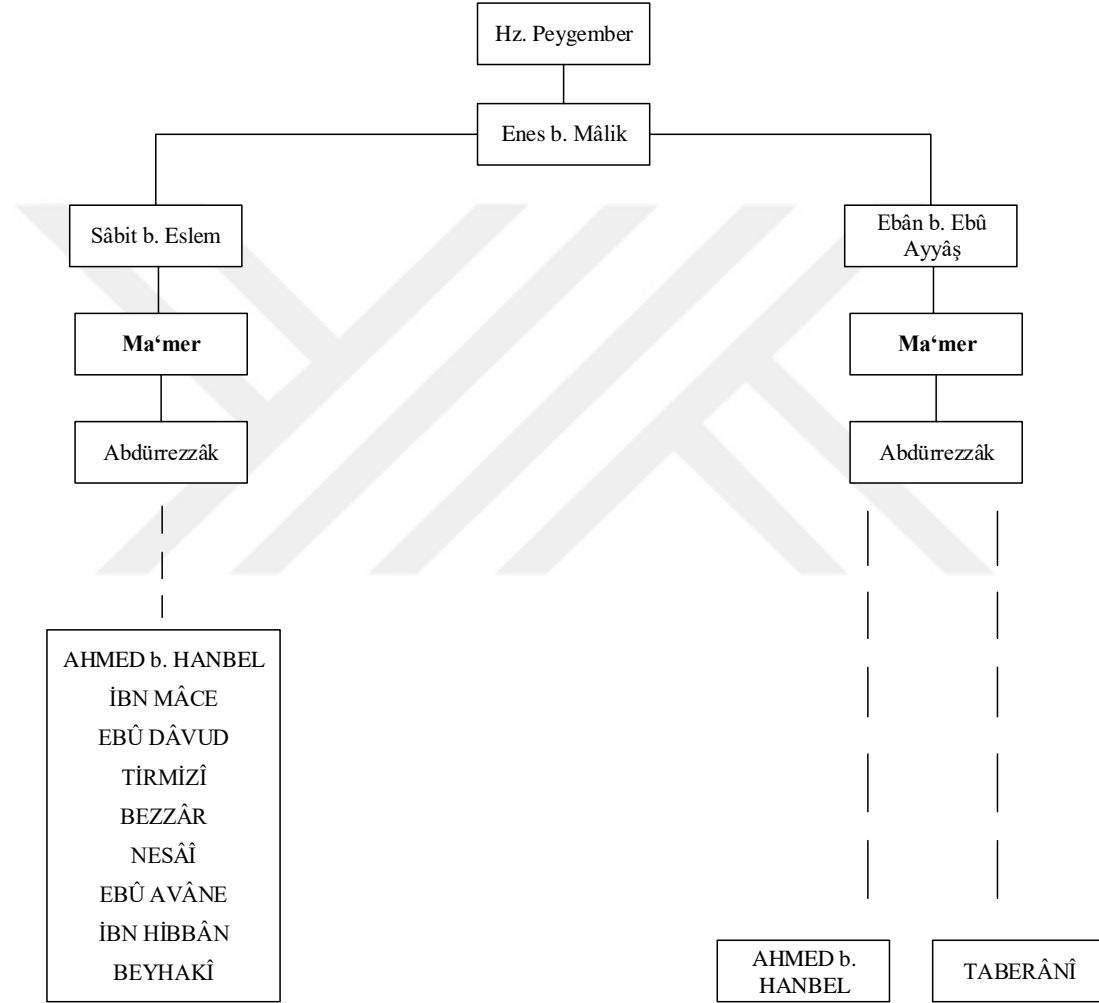 Hz. Peygember
Enes b. Mâlik
Sâbit b. Eslem
Ebân b. Ebû
Ayyâş
Ma‘mer
Ma‘mer
Abdürrezzâk
Abdürrezzâk
AHMED b. HANBEL
İBN MÂCE
EBÛ DÂVUD
TİRMİZÎ
BEZZÂR
NESÂÎ
EBÛ AVÂNE
İBN HİBBÂN
BEYHAKÎ
AHMED b.
HANBEL
TABERÂNÎ